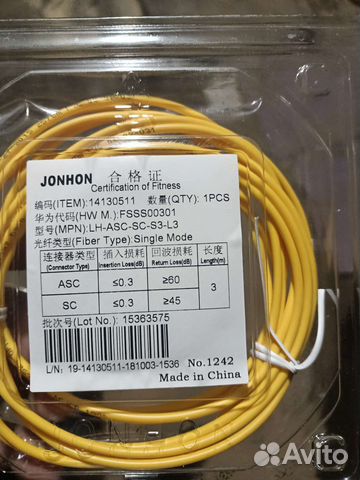 JONHON 合格证
Certification of Fitness
编码(ITEM):14130511 数量(QTY): 1PCS
华为代码(HW M.):FSSS00301
型号(MPN):LH-ASC-SC-S3-L3
光纤类型(Fiber Type):Single Mode
连接器类型 插入损耗 回波损耗 长度
(Connector Type) Insertion Loss(dB) Return Loss(dB) L(m)
ASC ≤0.3 ≥60 3
SC ≤0.3 ≥45
批次号(Lot No.): 15363575
L/N: 19-14130511-181003-1536 No.1242
Made in China
Avito